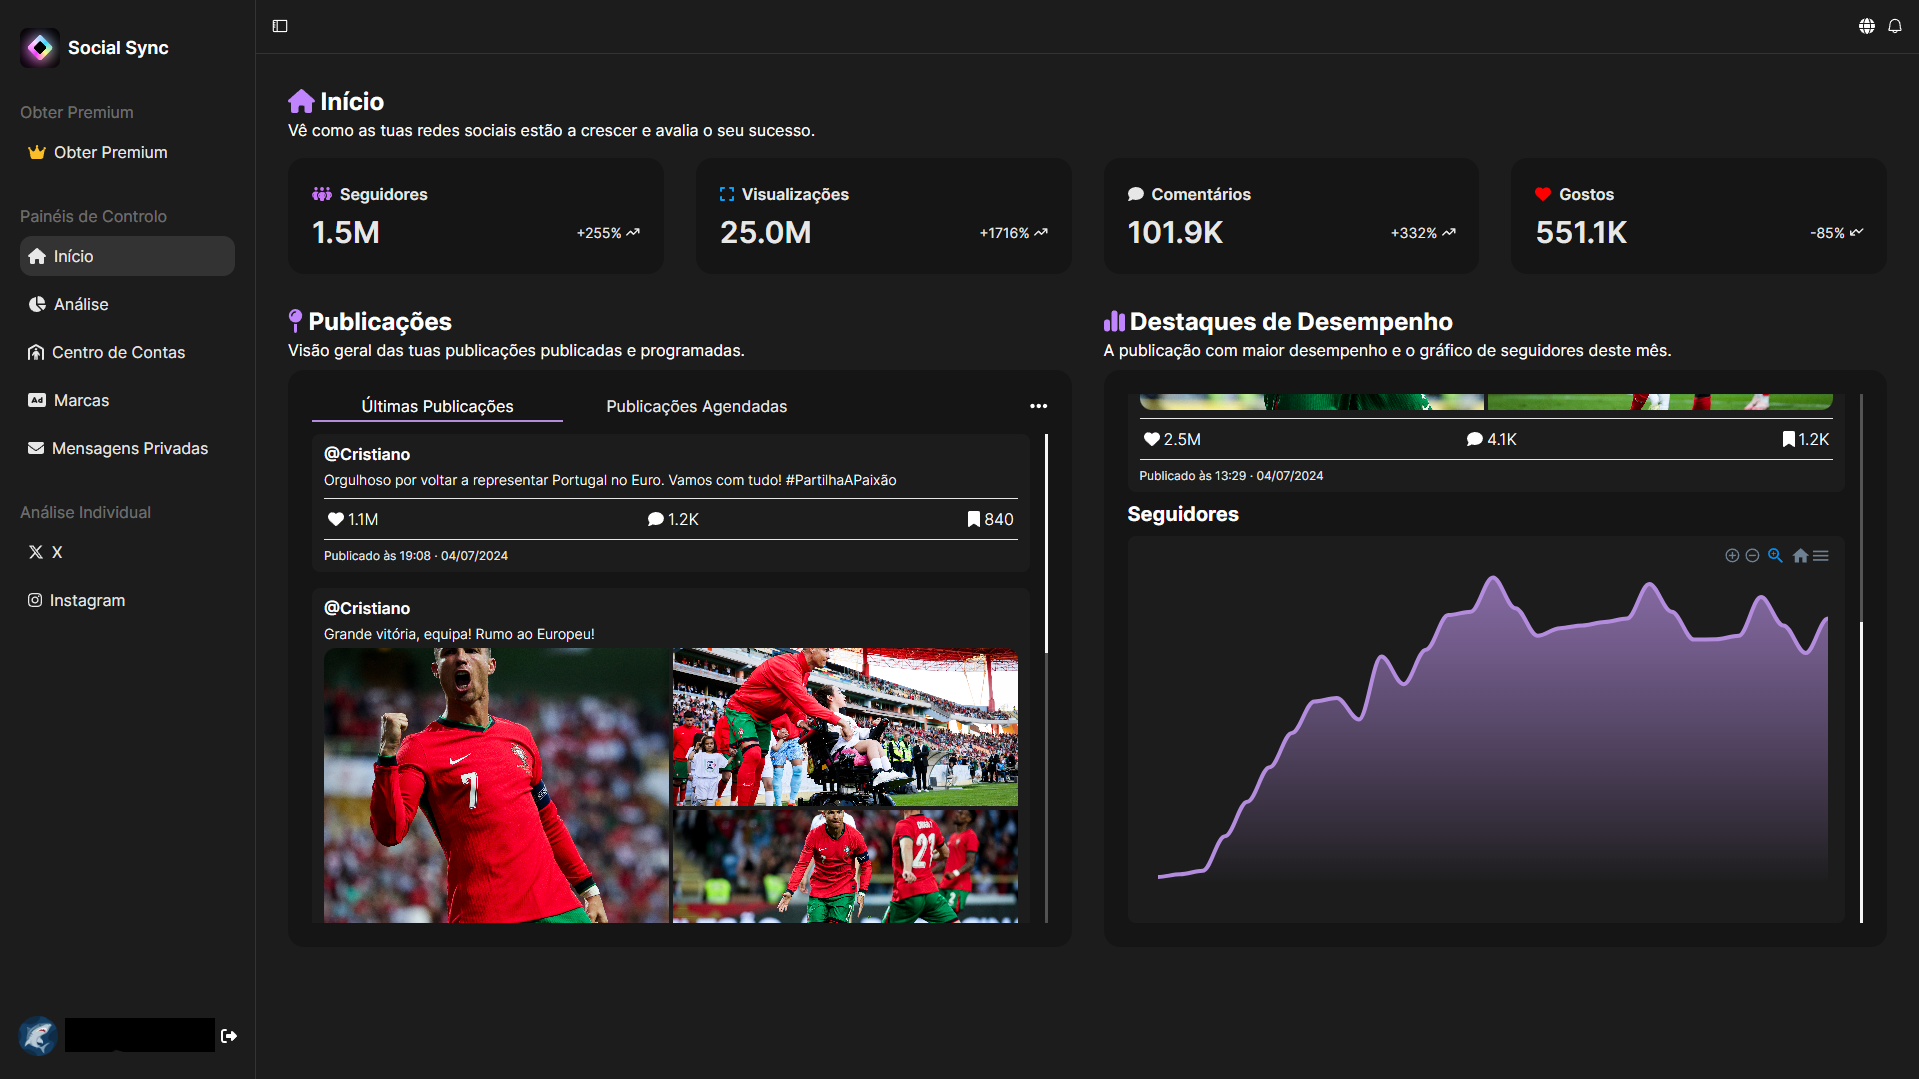 Social Sync
Obter Premium
Obter Premium
Painéis de Controlo
Início
Análise
Centro de Contas
Ad Marcas
Mensagens Privadas
Análise Individual
X
Instagram
Início
Vê como as tuas redes sociais estão a crescer e avalia o seu sucesso.
Seguidores
1.5M +255%
Visualizações
25.0M +1716%
Comentários
101.9K +332%
Gostos
551.1K -85%
Publicações
Visão geral das tuas publicações publicadas e programadas.
Últimas Publicações Publicações Agendadas
@Cristiano
Orgulhoso por voltar a representar Portugal no Euro. Vamos com tudo! #PartilhaAPaixão
1.1M 1.2K 840
Publicado às 19:08 · 04/07/2024
@Cristiano
Grande vitória, equipa! Rumo ao Europeu!
7
7
21
Destaques de Desempenho
A publicação com maior desempenho e o gráfico de seguidores deste mês.
2.5M 4.1K 1.2K
Publicado às 13:29 · 04/07/2024
Seguidores